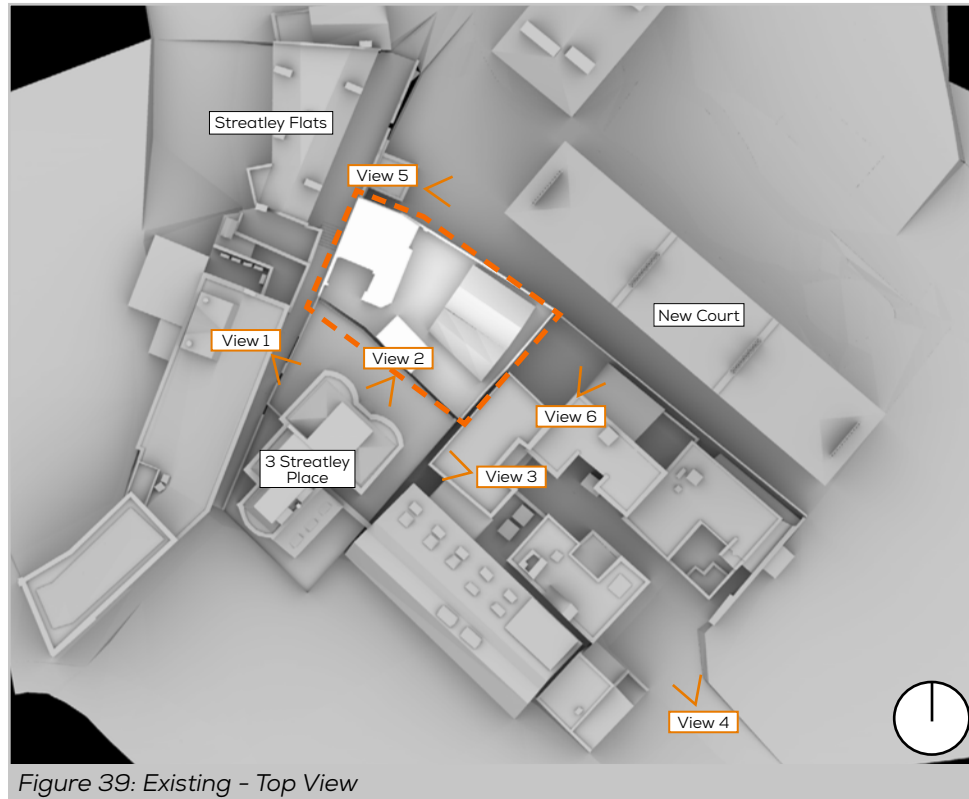 Streatley Flats
View 5
New Court
View 1
View 2
View 6
3 Streatley
Place
View 3
View 4
Figure 39: Existing - Top View